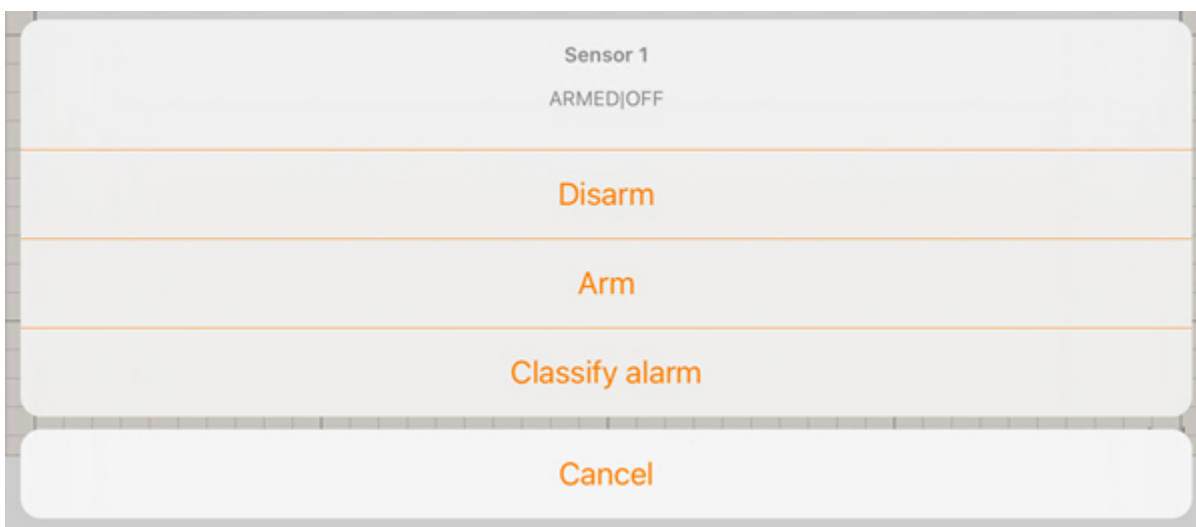 Sensor 1
ARMED|OFF
Disarm
Arm
Classify alarm
Cancel